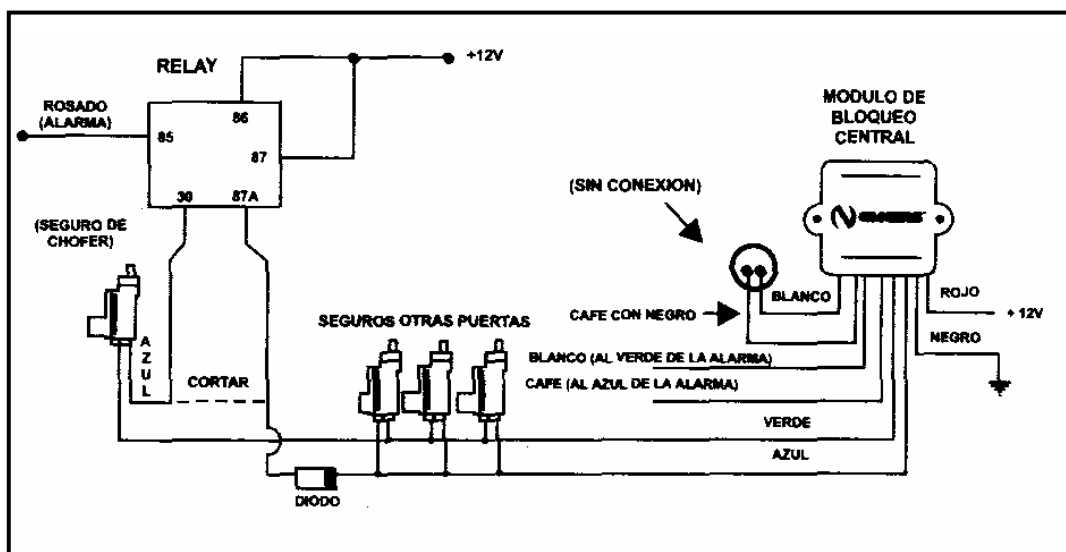 RELAY
+12V
ROSADO
(ALARMA)
86
85
87
30
87A
(SEGURO DE
CHOFER)
AZUL
CORTAR
SEGUROS OTRAS PUERTAS
DIODO
MODULO DE
BLOQUEO
CENTRAL
(SIN CONEXION)
BLANCO
CAFE CON NEGRO
ROJO
+ 12V
NEGRO
BLANCO (AL VERDE DE LA ALARMA)
CAFE (AL AZUL DE LA ALARMA)
VERDE
AZUL